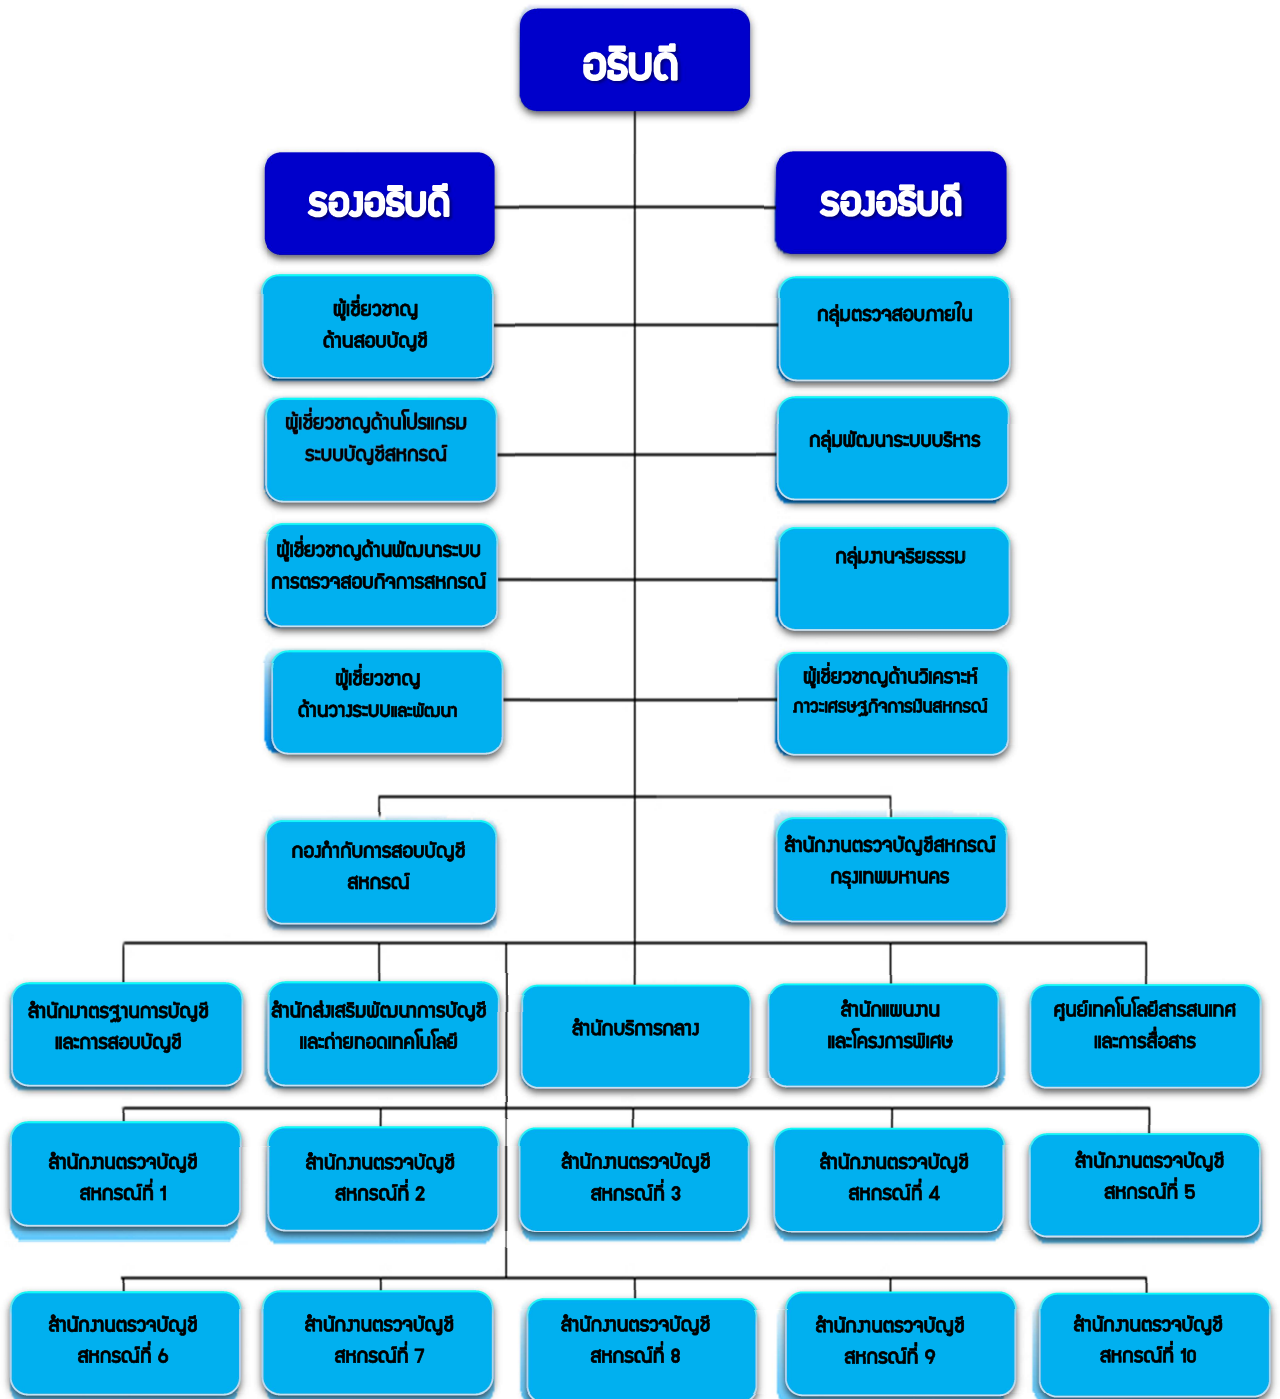 อธิบดี
รองอธิบดี
รองอธิบดี
ผู้เชี่ยวชาญ
ด้านสอบบัญชี
กลุ่มตรวจสอบภายใน
ผู้เชี่ยวชาญด้านโปรแกรม
ระบบบัญชีสหกรณ์
กลุ่มพัฒนาระบบบริหาร
ผู้เชี่ยวชาญด้านพัฒนาระบบ
การตรวจสอบกิจการสหกรณ์
กลุ่มงานจริยธรรม
ผู้เชี่ยวชาญ
ด้านวางระบบและพัฒนา
ผู้เชี่ยวชาญด้านวิเคราะห์
ภาวะเศรษฐกิจการเงินสหกรณ์
กองกำกับการสอบบัญชี
สหกรณ์
สำนักงานตรวจบัญชีสหกรณ์
กรุงเทพมหานคร
สำนักมาตรฐานการบัญชี
และการสอบบัญชี
สำนักส่งเสริมพัฒนาการบัญชี
และถ่ายทอดเทคโนโลยี
สำนักบริการกลาง
สำนักแผนงาน
และโครงการพิเศษ
ศูนย์เทคโนโลยีสารสนเทศ
และการสื่อสาร
สำนักงานตรวจบัญชี
สหกรณ์ที่ 1
สำนักงานตรวจบัญชี
สหกรณ์ที่ 2
สำนักงานตรวจบัญชี
สหกรณ์ที่ 3
สำนักงานตรวจบัญชี
สหกรณ์ที่ 4
สำนักงานตรวจบัญชี
สหกรณ์ที่ 5
สำนักงานตรวจบัญชี
สหกรณ์ที่ 6
สำนักงานตรวจบัญชี
สหกรณ์ที่ 7
สำนักงานตรวจบัญชี
สหกรณ์ที่ 8
สำนักงานตรวจบัญชี
สหกรณ์ที่ 9
สำนักงานตรวจบัญชี
สหกรณ์ที่ 10